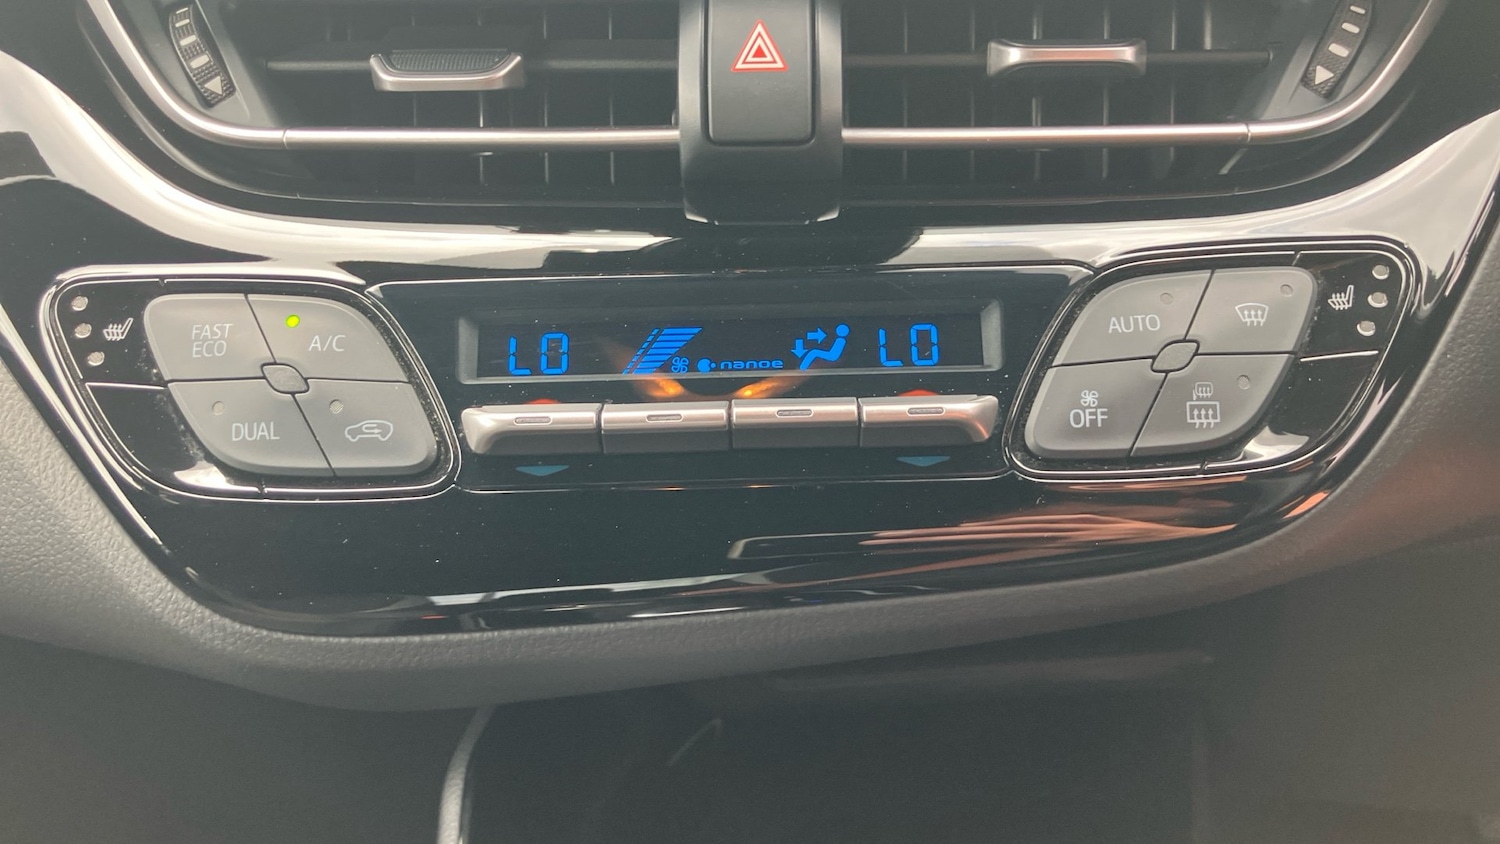 FAST
ECO
A/C
DUAL
LO
nanoe
LO
AUTO
OFF